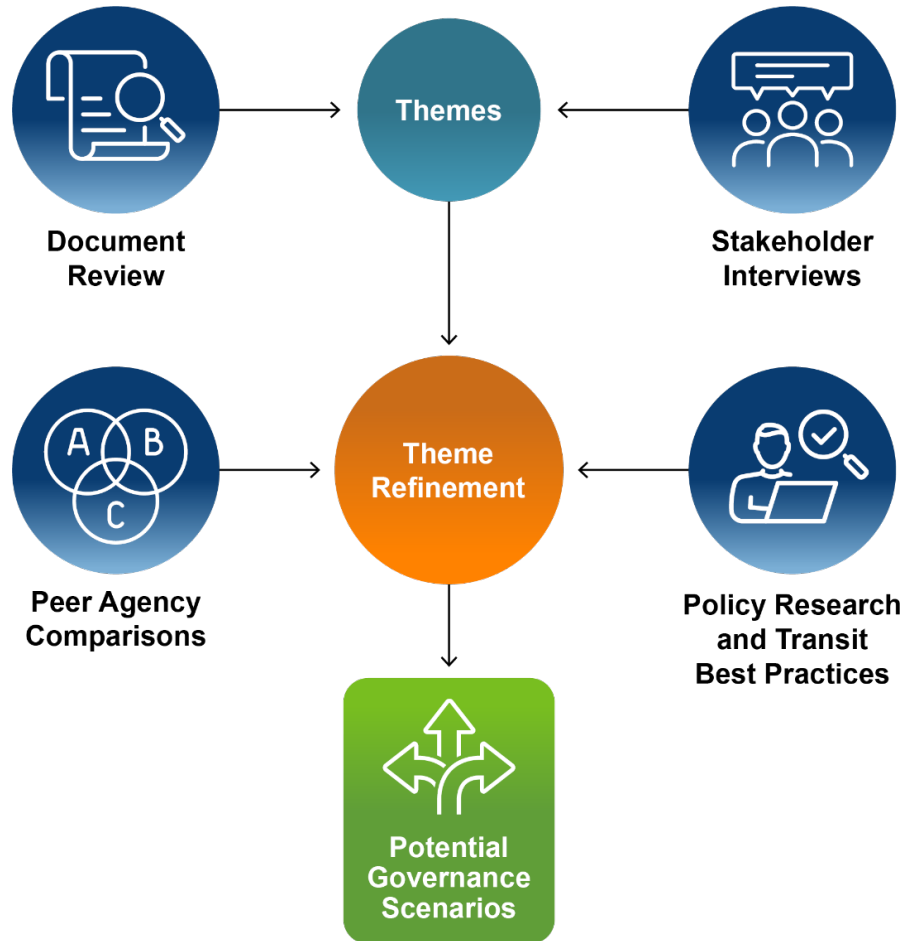 Themes
Document
Review
Stakeholder
Interviews
A
B
C
Theme
Refinement
Peer Agency
Comparisons
Policy Research
and Transit
Best Practices
Potential
Governance
Scenarios